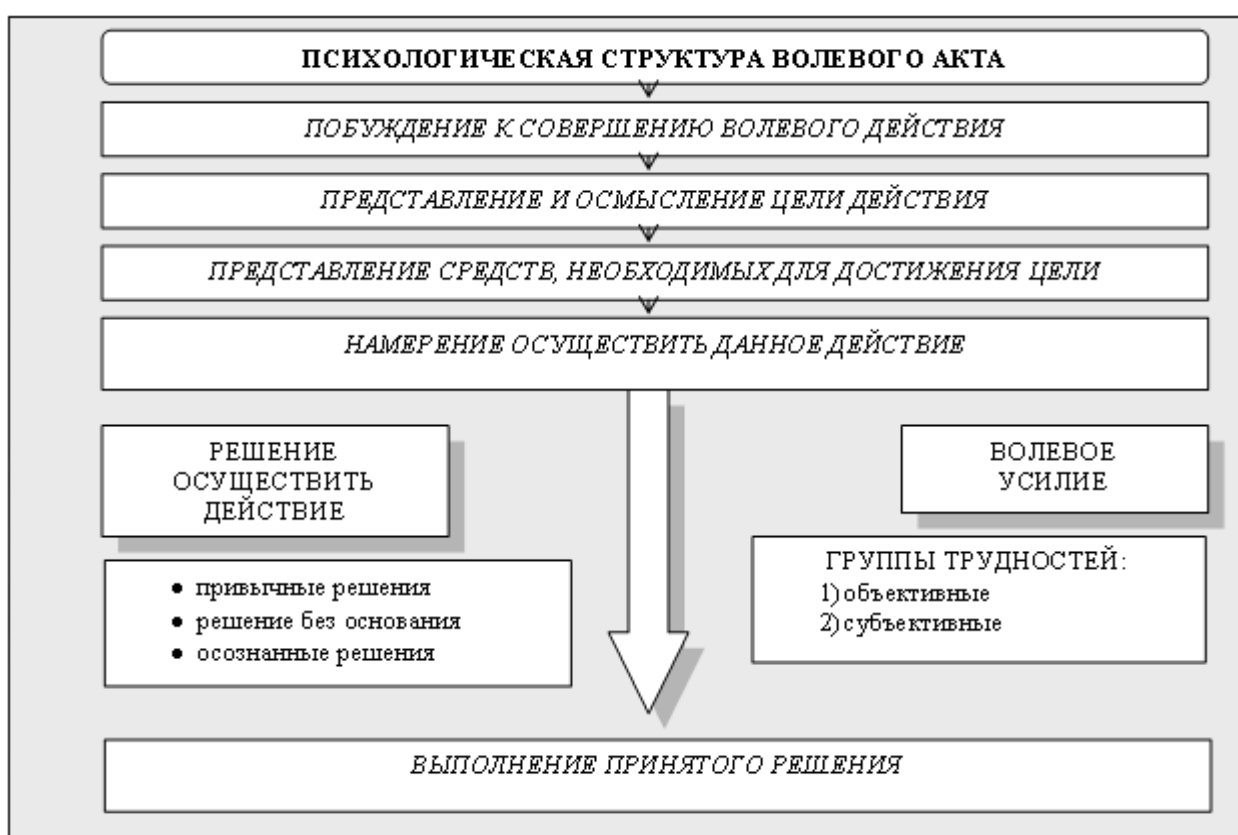 ПСИХОЛОГИЧЕСКАЯ СТРУКТУРА ВОЛЕВОГО АКТА
ПОБУЖДЕНИЕ К СОВЕРШЕНИЮ ВОЛЕВОГО ДЕЙСТВИЯ
ПРЕДСТАВЛЕНИЕ И ОСМЫСЛЕНИЕ ЦЕЛИ ДЕЙСТВИЯ
ПРЕДСТАВЛЕНИЕ СРЕДСТВ, НЕОБХОДИМЫХ ДЛЯ ДОСТИЖЕНИЯ ЦЕЛИ
НАМЕРЕНИЕ ОСУЩЕСТВИТЬ ДАННОЕ ДЕЙСТВИЕ
РЕШЕНИЕ
ОСУЩЕСТВИТЬ
ДЕЙСТВИЕ
• привычные решения
• решение без основания
• осознанные решения
ВОЛЕВОЕ
УСИЛИЕ
ГРУППЫ ТРУДНОСТЕЙ:
1) объективные
2) субъективные
ВЫПОЛНЕНИЕ ПРИНЯТОГО РЕШЕНИЯ